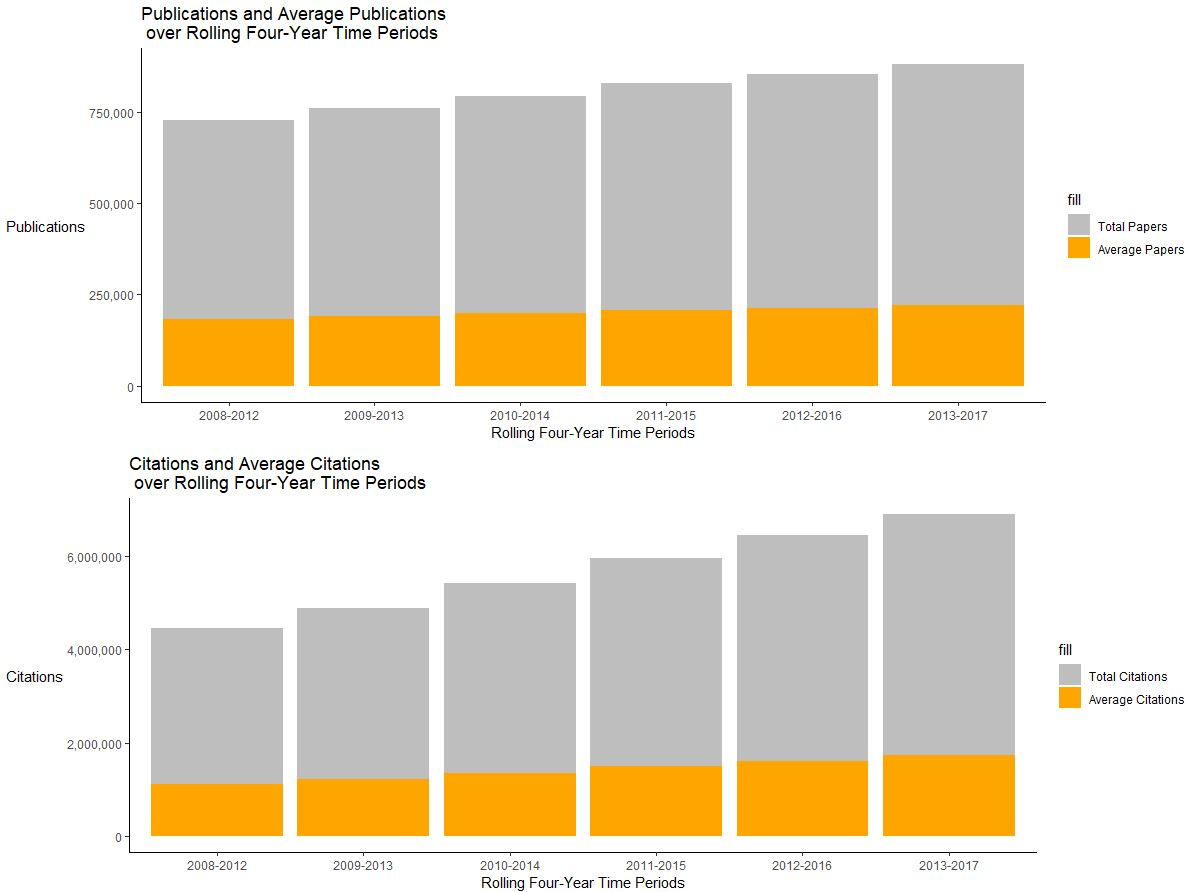 Publications and Average Publications
over Rolling Four-Year Time Periods
750,000
500,000
250,000
0
Publications
2008-2012 2009-2013 2010-2014 2011-2015 2012-2016 2013-2017
Rolling Four-Year Time Periods
fill
Total Papers
Average Papers
Citations and Average Citations
over Rolling Four-Year Time Periods
6,000,000
4,000,000
2,000,000
0
Citations
2008-2012 2009-2013 2010-2014 2011-2015 2012-2016 2013-2017
Rolling Four-Year Time Periods
fill
Total Citations
Average Citations